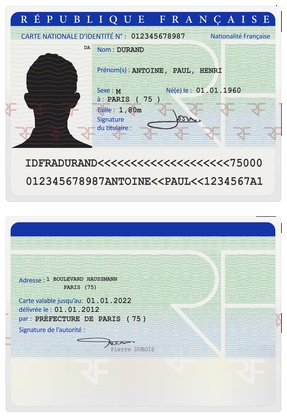 RÉPUBLIQUE FRANÇAISE
CARTE NATIONALE D'IDENTITÉ N° : 012345678987 Nationalité Française
DA
Nom : DURAND
Prénom(s) : ANTOINE, PAUL, HENRI
Sexe : M Né(e) le : 01.01.1960
à : PARIS (75)
Taille : 1,80m
Signature
du titulaire :
IDFRADURAND<<<<<<<<<<<<<<<<<<<<75000
012345678987ANTOINE<<PAUL<<1234567A1
RF
Adresse : 1 BOULEVARD HAUSSMANN
PARIS (75)
Carte valable jusqu'au : 01.01.2022
délivrée le : 01.01.2012
par : PRÉFECTURE DE PARIS (75)
Signature de l'autorité :
Pierre DUBOIS
RF